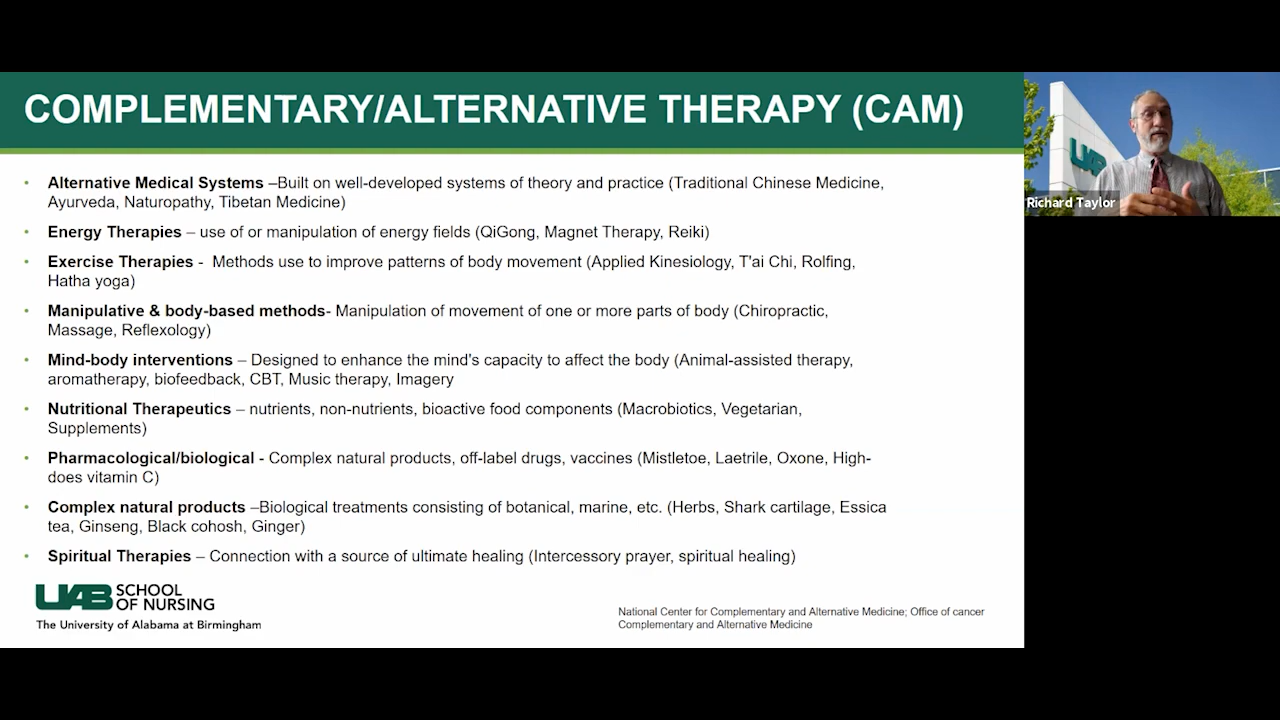 COMPLEMENTARY/ALTERNATIVE THERAPY (CAM)
• Alternative Medical Systems –Built on well-developed systems of theory and practice (Traditional Chinese Medicine,
Ayurveda, Naturopathy, Tibetan Medicine)
• Energy Therapies – use of or manipulation of energy fields (QiGong, Magnet Therapy, Reiki)
• Exercise Therapies - Methods use to improve patterns of body movement (Applied Kinesiology, T'ai Chi, Rolfing,
Hatha yoga)
• Manipulative & body-based methods- Manipulation of movement of one or more parts of body (Chiropractic,
Massage, Reflexology)
• Mind-body interventions – Designed to enhance the mind's capacity to affect the body (Animal-assisted therapy,
aromatherapy, biofeedback, CBT, Music therapy, Imagery
• Nutritional Therapeutics – nutrients, non-nutrients, bioactive food components (Macrobiotics, Vegetarian,
Supplements)
• Pharmacological/biological - Complex natural products, off-label drugs, vaccines (Mistletoe, Laetrile, Oxone, High-
does vitamin C)
• Complex natural products –Biological treatments consisting of botanical, marine, etc. (Herbs, Shark cartilage, Essica
tea, Ginseng, Black cohosh, Ginger)
• Spiritual Therapies – Connection with a source of ultimate healing (Intercessory prayer, spiritual healing)
UAB SCHOOL
OF NURSING
The University of Alabama at Birmingham
National Center for Complementary and Alternative Medicine; Office of cancer
Complementary and Alternative Medicine
UAB
Richard Taylor